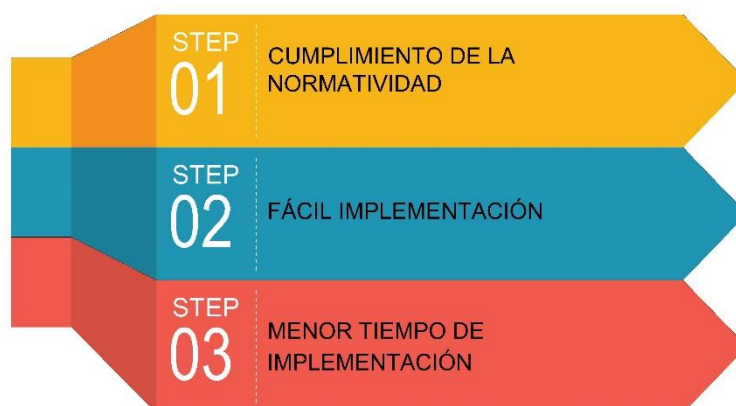 STEP
01
CUMPLIMIENTO DE LA
NORMATIVIDAD
STEP
02
FÁCIL IMPLEMENTACIÓN
STEP
03
MENOR TIEMPO DE
IMPLEMENTACIÓN